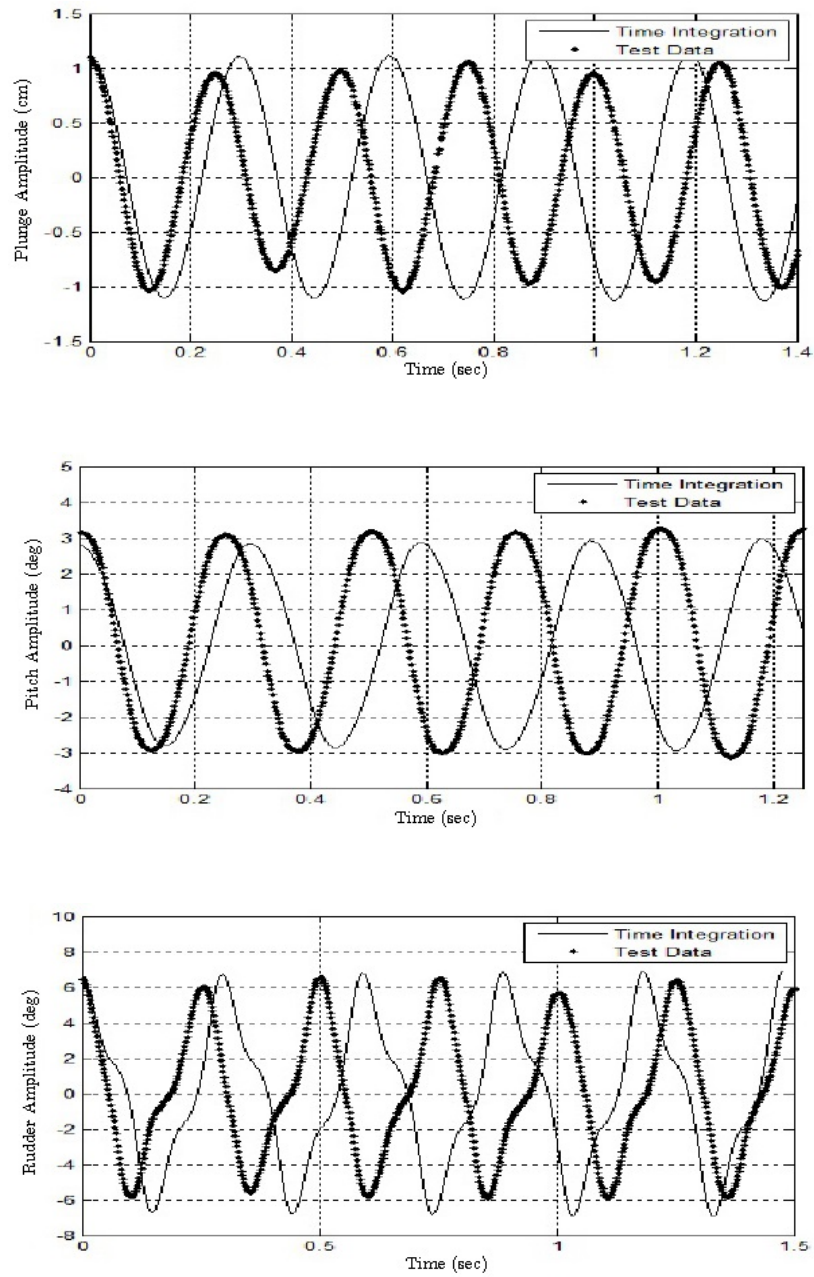 1.5
Time Integration
Test Data
1
0.5
0
-0.5
-1
-1.5
Plunge Amplitude (cm)
0 0.2 0.4 0.6 0.8 1 1.2 1.4
Time (sec)
5
Time Integration
Test Data
4
3
2
1
0
-1
-2
-3
-4
Pitch Amplitude (deg)
0 0.2 0.4 0.6 0.8 1 1.2
Time (sec)
10
Time Integration
Test Data
8
6
4
2
0
-2
-4
-6
-8
Rudder Amplitude (deg)
0 0.5 1 1.5
Time (sec)